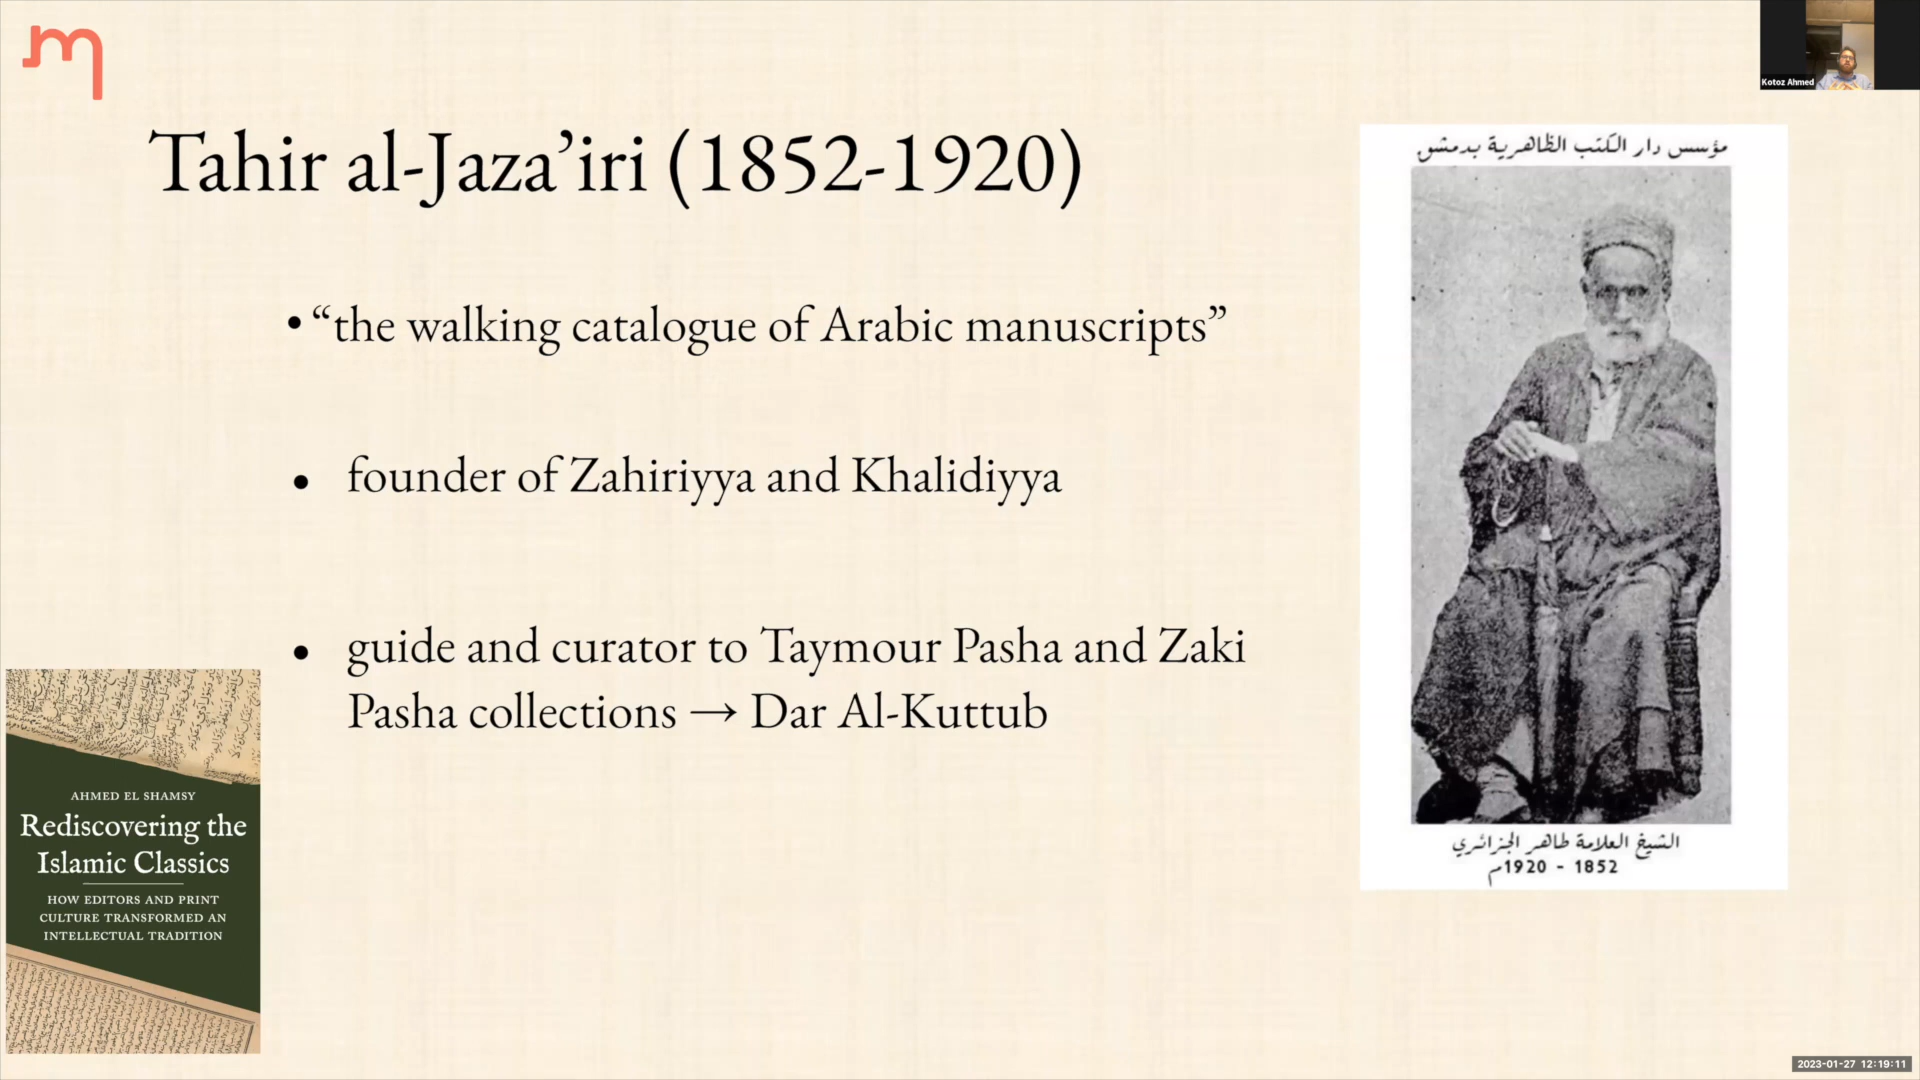 Kotoz Ahmed
Tahir al-Jaza’iri (1852-1920)
• “the walking catalogue of Arabic manuscripts”
• founder of Zahiriyya and Khalidiyya
• guide and curator to Taymour Pasha and Zaki
Pasha collections → Dar Al-Kuttub
مؤسس دار الكتب الظاهرية بدمشق
الشيخ العلامة طاهر الجزائري
1852 - 1920م
AHMED EL SHAMSY
Rediscovering the
Islamic Classics
HOW EDITORS AND PRINT
CULTURE TRANSFORMED AN
INTELLECTUAL TRADITION
2023-01-27 12:19:11